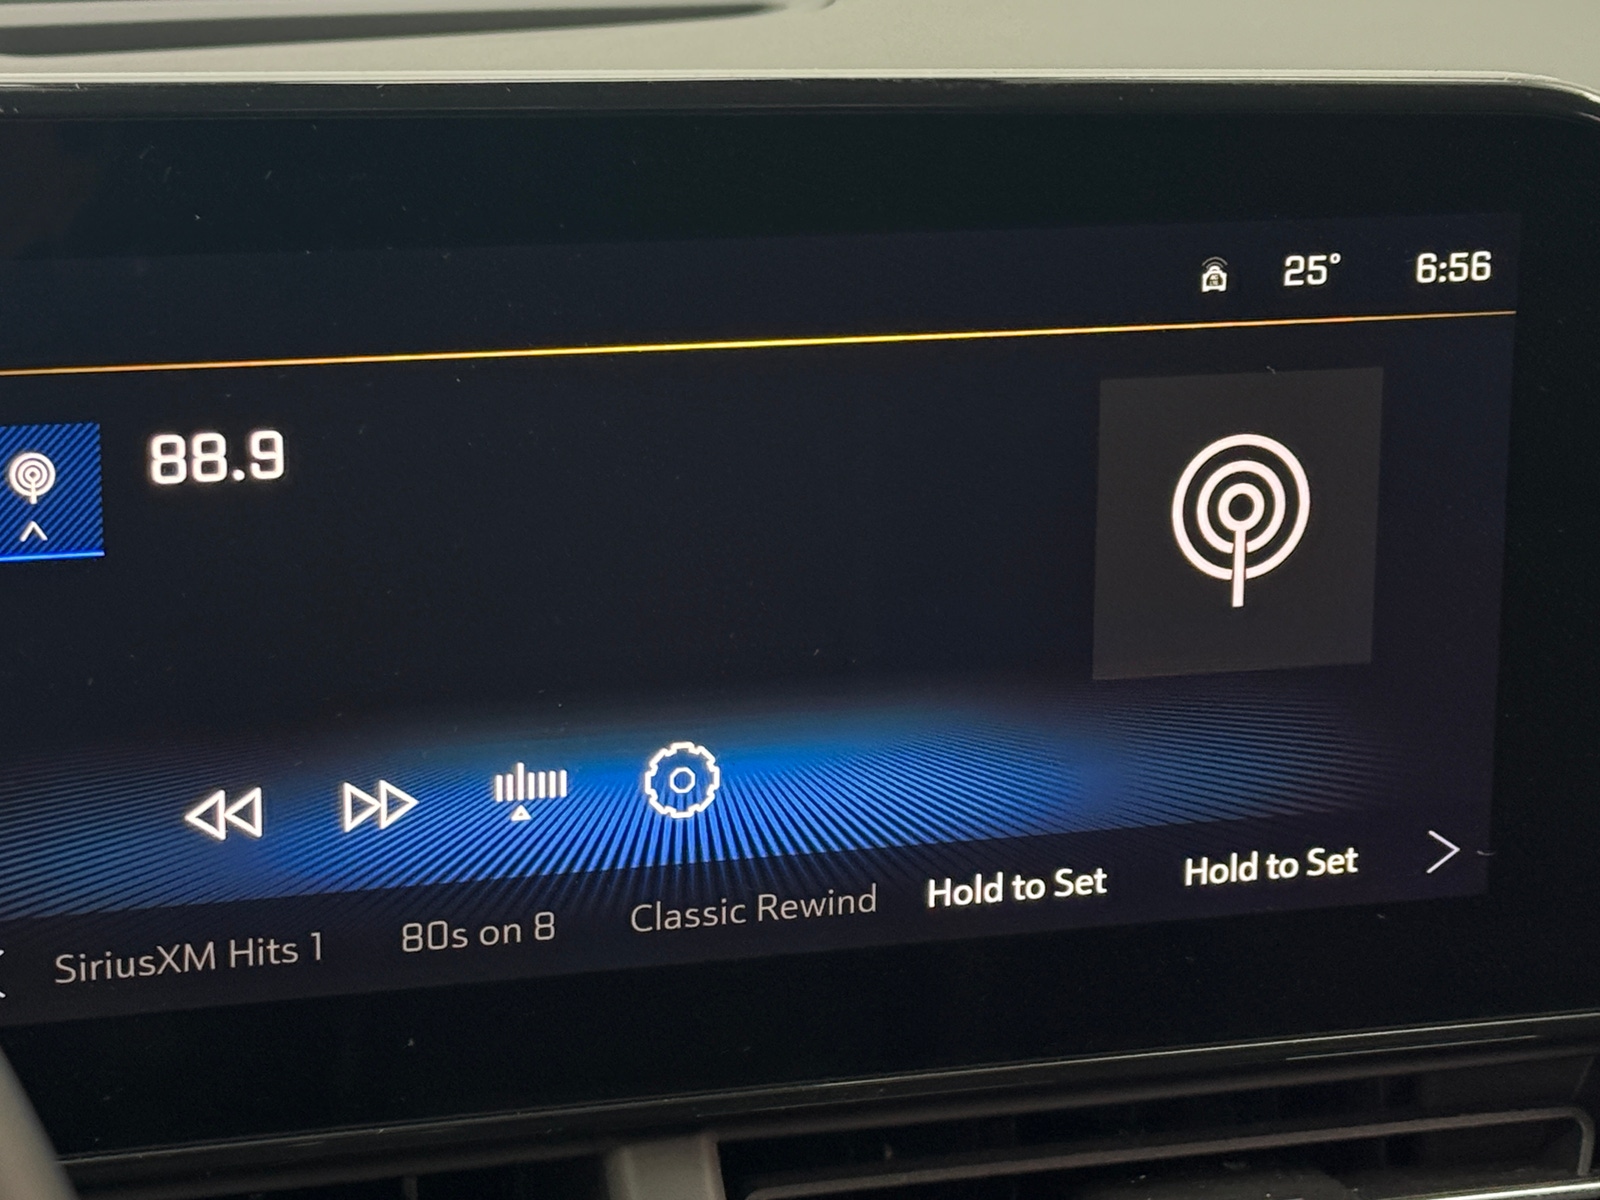 25° 6:56
88.9
SiriusXM Hits 1 80s on 8 Classic Rewind Hold to Set Hold to Set